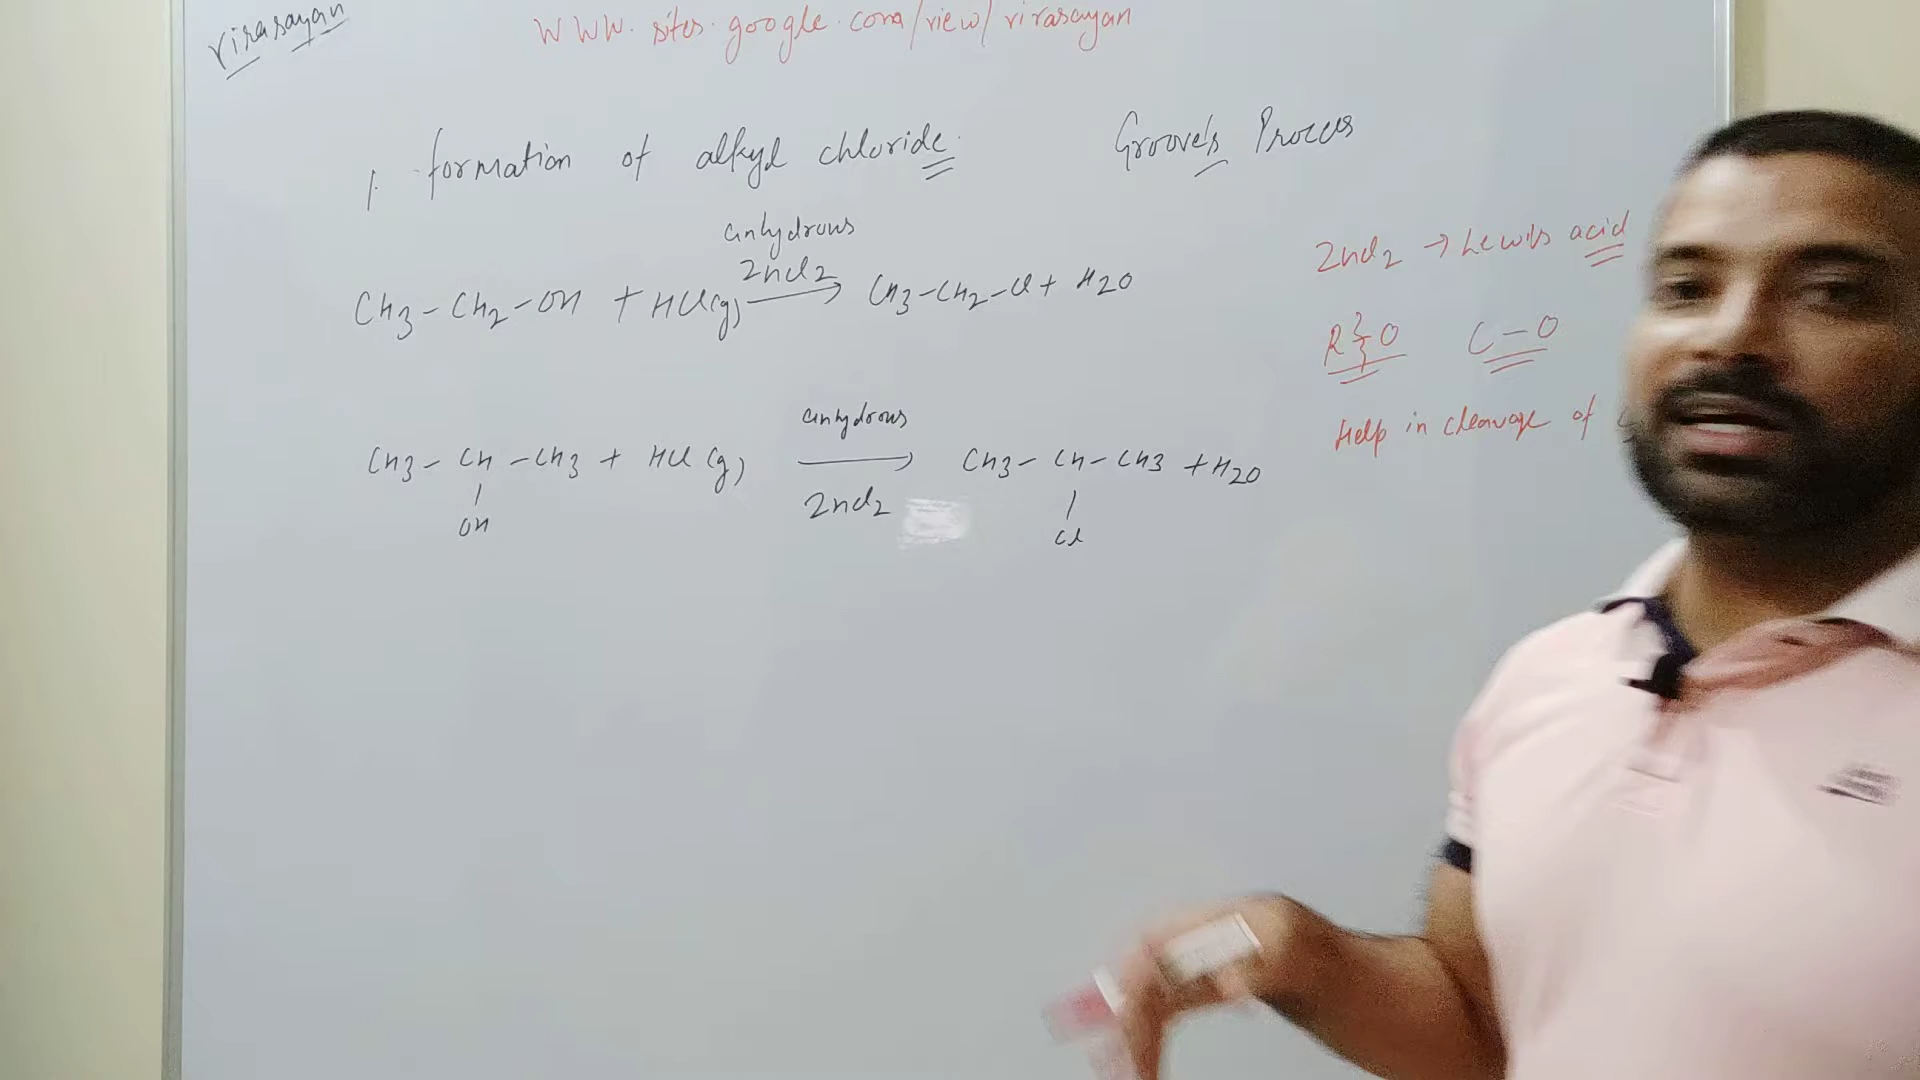 virasayan
WWW.sites.google.com/view/virasayan
1. formation of alkyl chloride.
Groove's Process
anhydrous
ZnCl2
CH3-CH2-OH + HCl(g) → CH3-CH2-Cl + H2O
ZnCl2 → Lewis acid
R-O C-O
Help in cleavage of
anhydrous
CH3-CH-CH3 + HCl (g) → CH3-CH-CH3 + H2O
ZnCl2
OH Cl